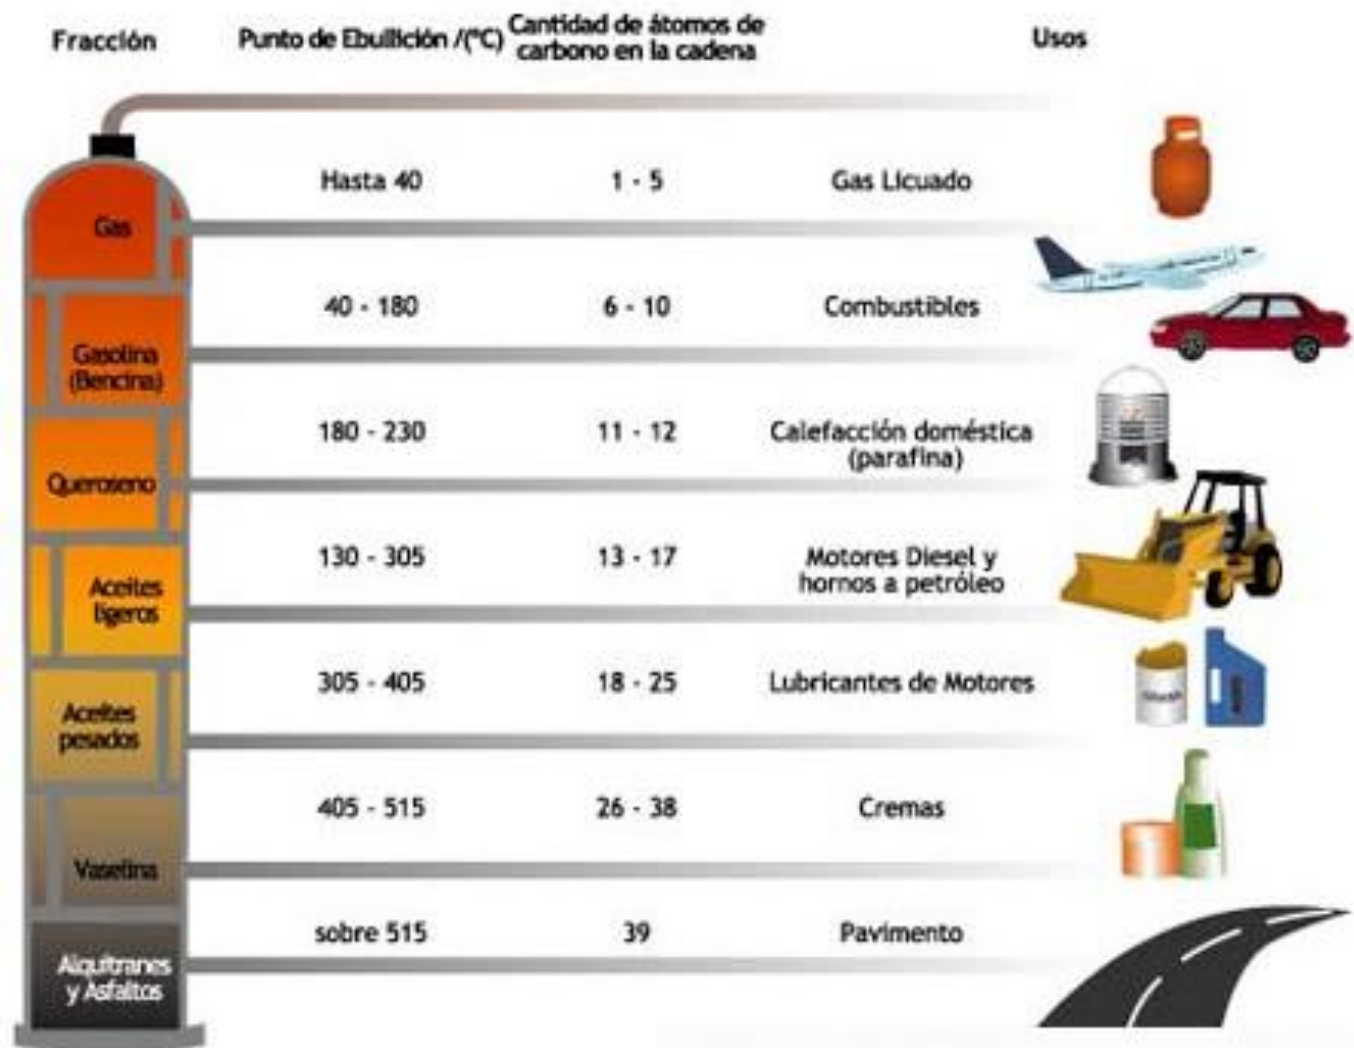 Fracción
Punto de Ebullición /(ºC)
Cantidad de átomos de
carbono en la cadena
Usos
Gas
Hasta 40
1 - 5
Gas Licuado
Gasolina
(Bencina)
40 - 180
6 - 10
Combustibles
Queroseno
180 - 230
11 - 12
Calefacción doméstica
(parafina)
Aceites
ligeros
130 - 305
13 - 17
Motores Diesel y
hornos a petróleo
Aceites
pesados
305 - 405
18 - 25
Lubricantes de Motores
Vaselina
405 - 515
26 - 38
Cremas
Alquitranes
y Asfaltos
sobre 515
39
Pavimento